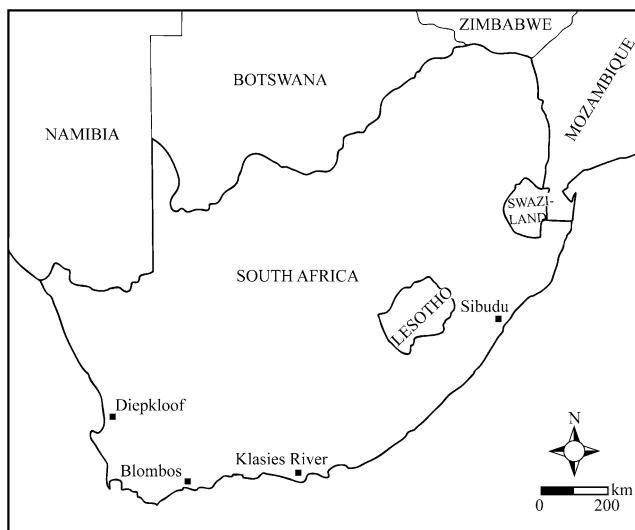 ZIMBABWE
BOTSWANA
MOZAMBIQUE
NAMIBIA
SWAZI-
LAND
SOUTH AFRICA
LESOTHO
Sibudu
Diepkloof
N
Klasies River
Blombos
km
0 200